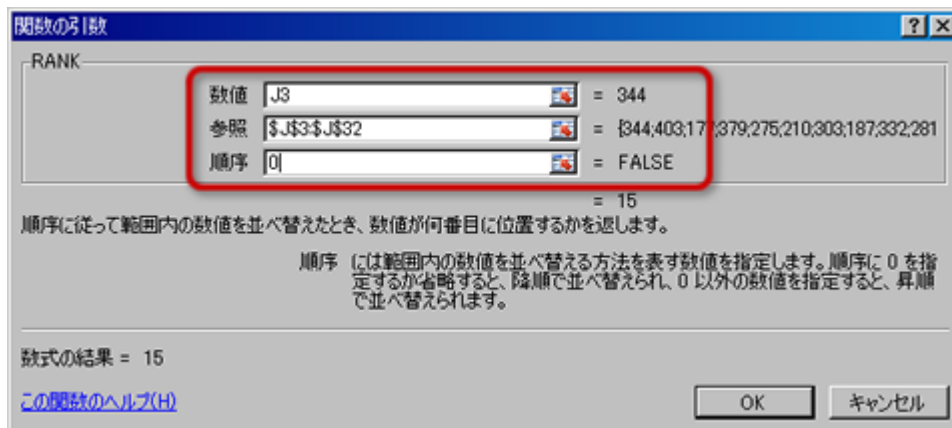 関数の引数
RANK
数値 J3 = 344
参照 $J$3:$J$32 = {344;403;177;379;275;210;303;187;332;281
順序 0 = FALSE
= 15
順序に従って範囲内の数値を並べ替えたとき、数値が何番目に位置するかを返します。
順序 には範囲内の数値を並べ替える方法を表す数値を指定します。順序に 0 を指
定するか省略すると、降順で並べ替えられ、0 以外の数値を指定すると、昇順
で並べ替えられます。
数式の結果 = 15
この関数のヘルプ(H)
OK
キャンセル